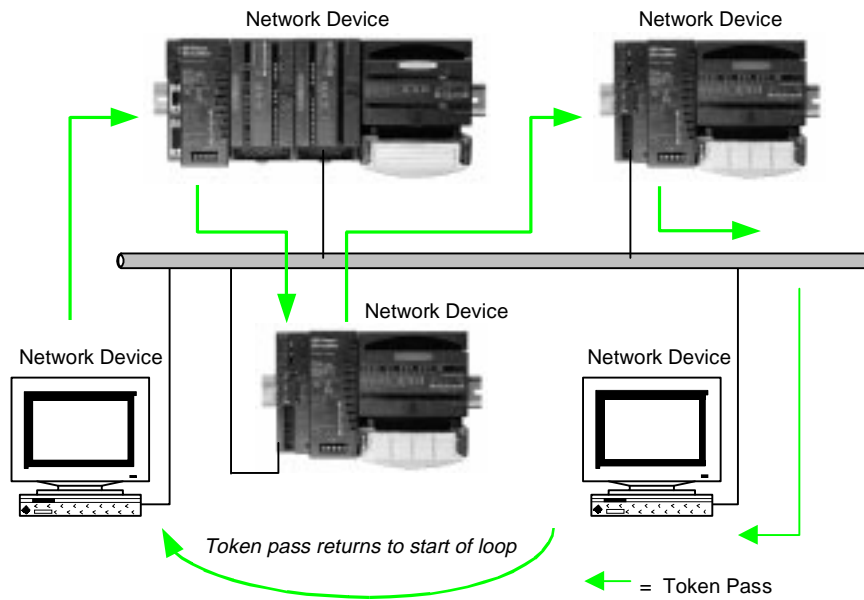 Network Device
Network Device
Network Device
Network Device
Network Device
Token pass returns to start of loop
= Token Pass